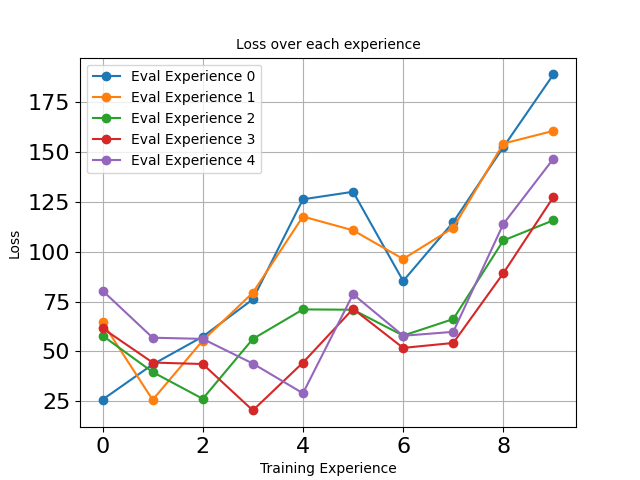 Loss over each experience
Eval Experience 0
Eval Experience 1
Eval Experience 2
Eval Experience 3
Eval Experience 4
175
150
125
100
75
50
25
Loss
0 2 4 6 8
Training Experience